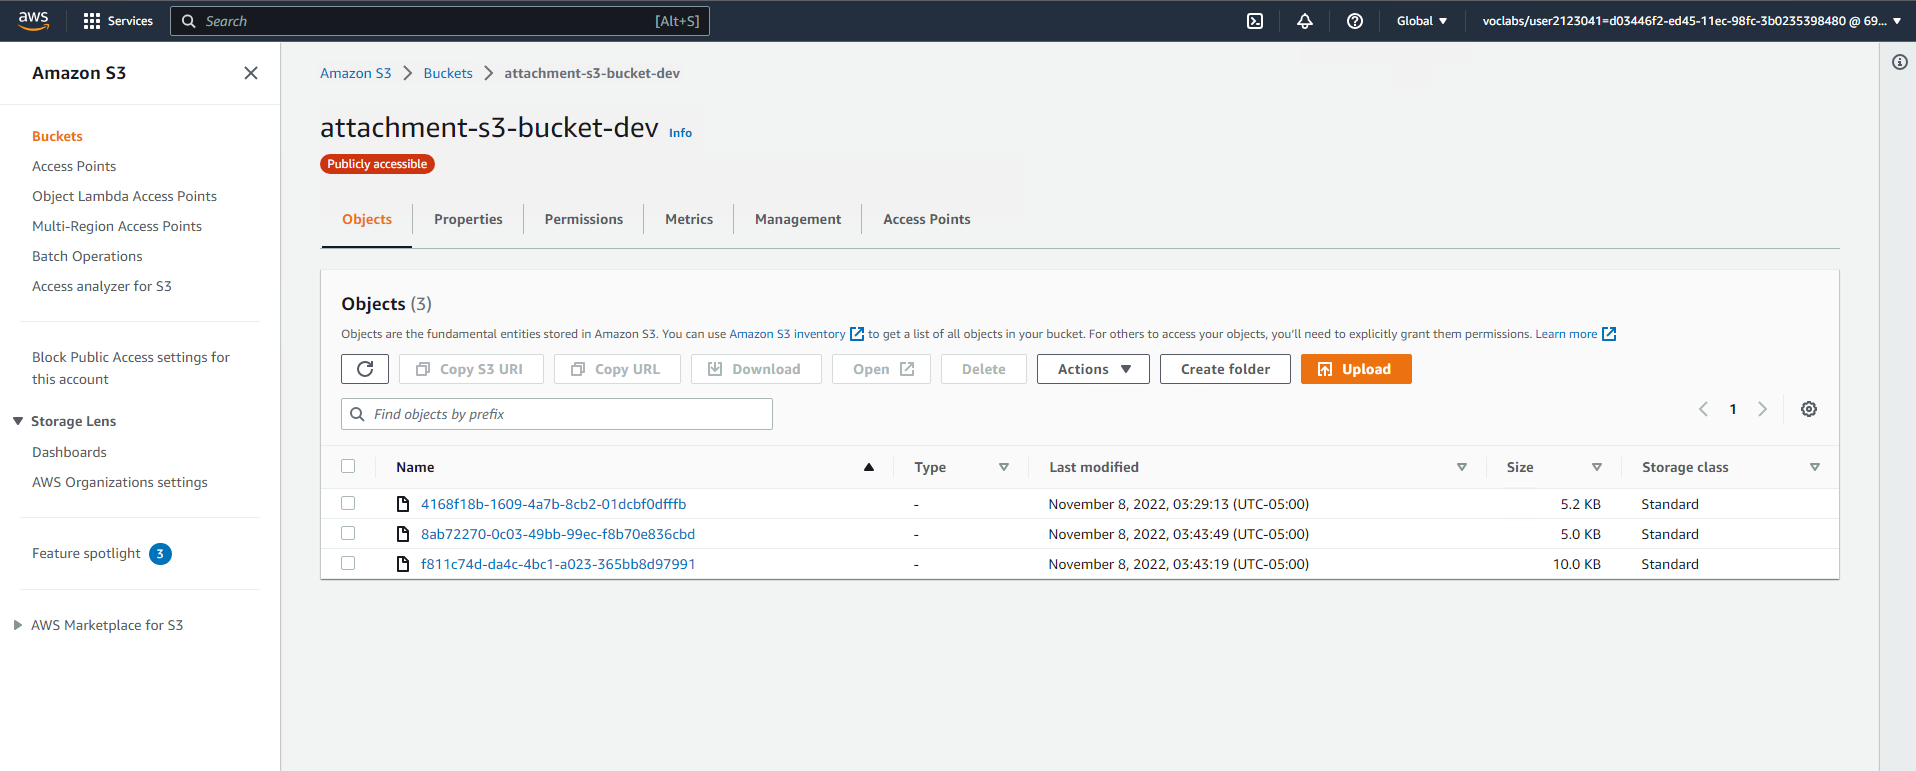 aws Services Search [Alt+S] Global voclabs/user2123041=d03446f2-ed45-11ec-98fc-3b0235398480 @ 69...
Amazon S3
Buckets
Access Points
Object Lambda Access Points
Multi-Region Access Points
Batch Operations
Access analyzer for S3
Block Public Access settings for
this account
Storage Lens
Dashboards
AWS Organizations settings
Feature spotlight 3
AWS Marketplace for S3
Amazon S3 Buckets attachment-s3-bucket-dev
attachment-s3-bucket-dev Info
Publicly accessible
Objects Properties Permissions Metrics Management Access Points
Objects (3)
Objects are the fundamental entities stored in Amazon S3. You can use Amazon S3 inventory to get a list of all objects in your bucket. For others to access your objects, you'll need to explicitly grant them permissions. Learn more
Copy S3 URI Copy URL Download Open Delete Actions Create folder Upload
Find objects by prefix 1
Name Type Last modified Size Storage class
4168f18b-1609-4a7b-8cb2-01dcbf0dfffb - November 8, 2022, 03:29:13 (UTC-05:00) 5.2 KB Standard
8ab72270-0c03-49bb-99ec-f8b70e836cbd - November 8, 2022, 03:43:49 (UTC-05:00) 5.0 KB Standard
f811c74d-da4c-4bc1-a023-365bb8d97991 - November 8, 2022, 03:43:19 (UTC-05:00) 10.0 KB Standard